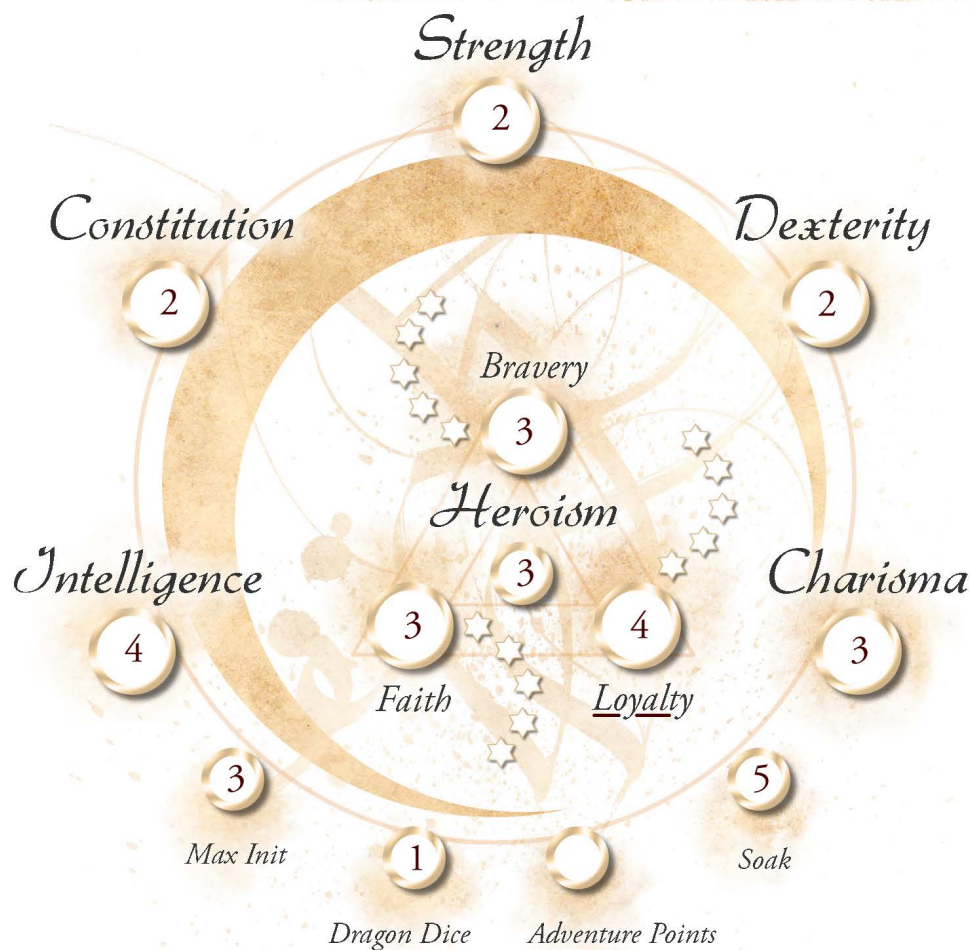 Strength
2
Constitution
Dexterity
2
2
Bravery
3
Heroism
3
Intelligence
Charisma
4
3
4
3
Faith
Loyalty
3
5
Max Init
1
Soak
Dragon Dice
Adventure Points